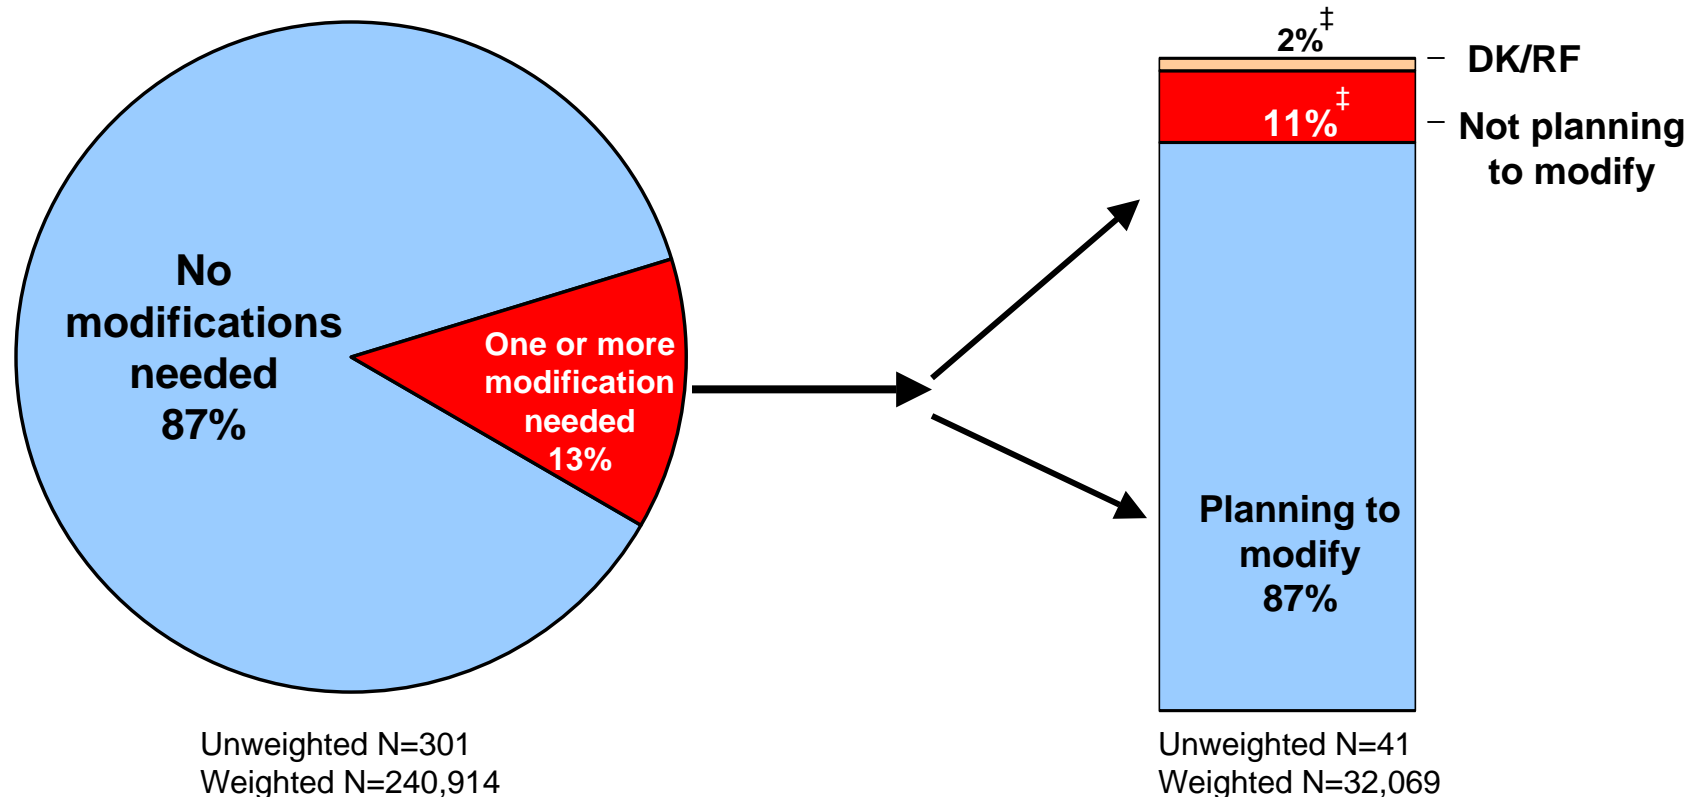 No
modifications
needed
87%
One or more
modification
needed
13%
Unweighted N=301
Weighted N=240,914
2%‡
DK/RF
11%‡
Not planning
to modify
Planning to
modify
87%
Unweighted N=41
Weighted N=32,069